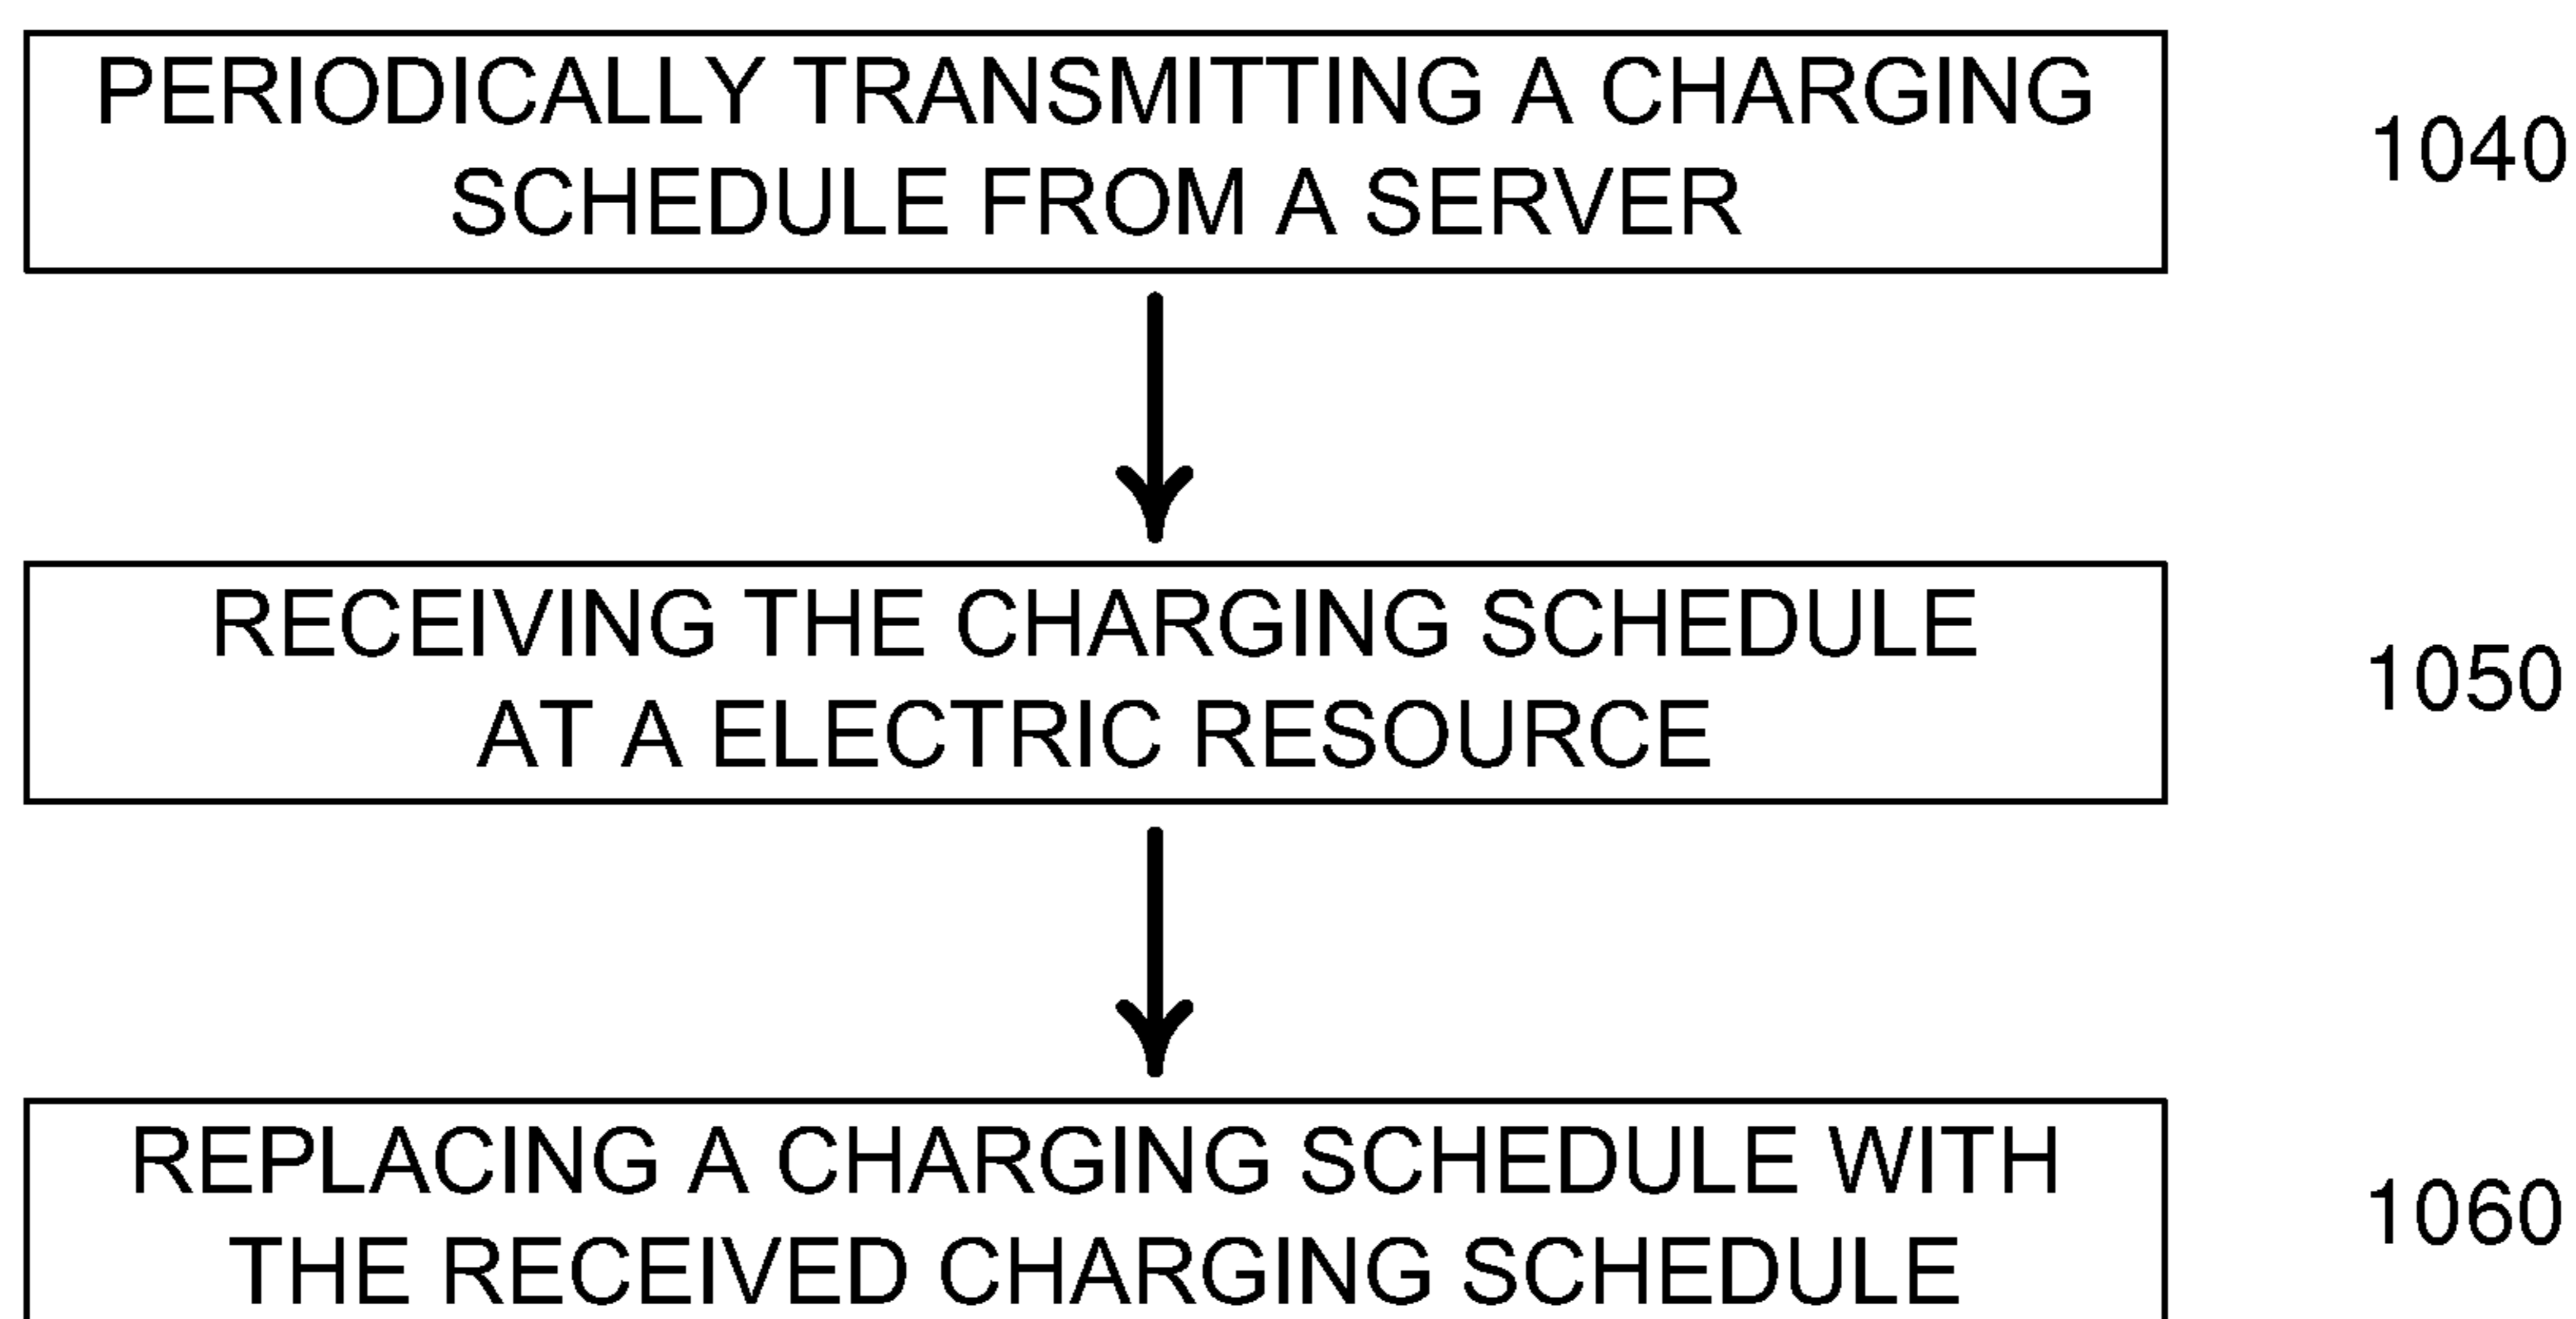 PERIODICALLY TRANSMITTING A CHARGING
SCHEDULE FROM A SERVER
1040
RECEIVING THE CHARGING SCHEDULE
AT A ELECTRIC RESOURCE
1050
REPLACING A CHARGING SCHEDULE WITH
THE RECEIVED CHARGING SCHEDULE
1060